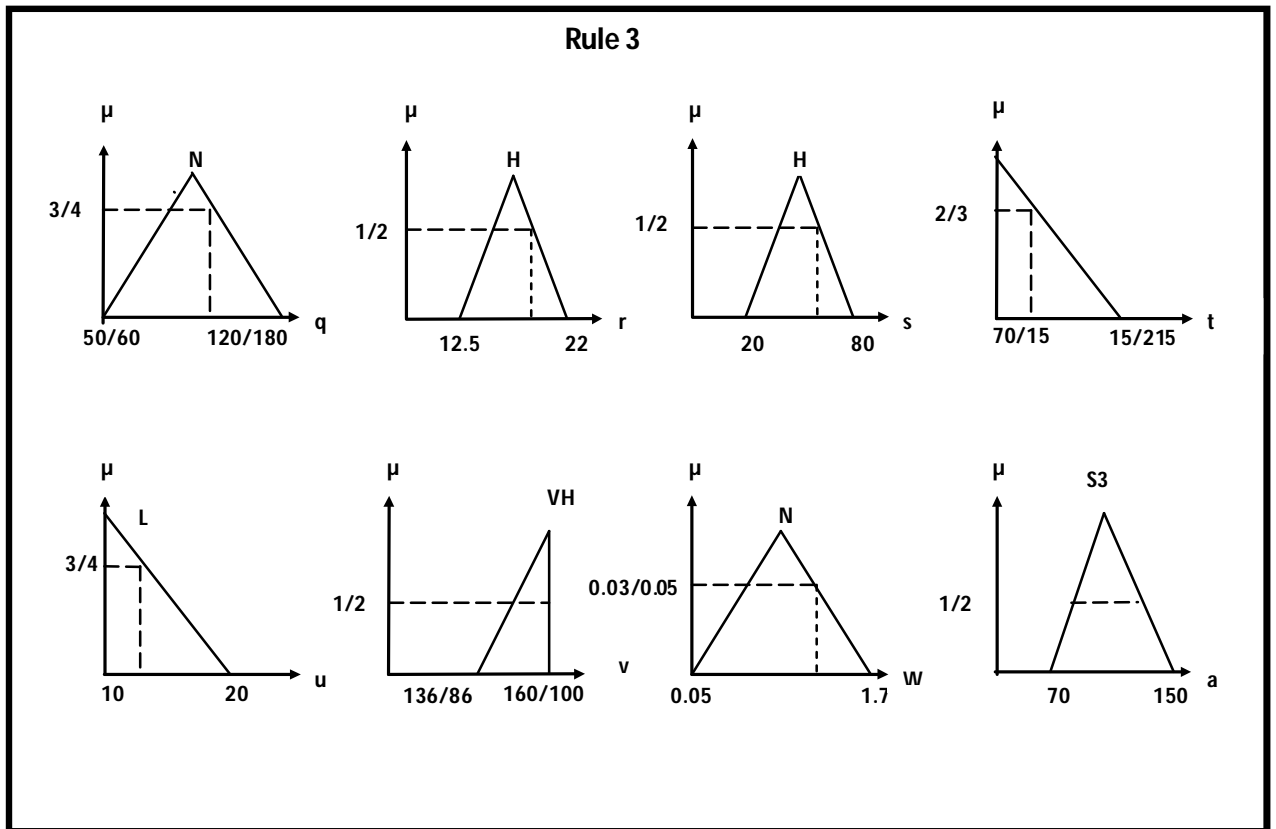 Rule 3
µ
µ
µ
µ
N
H
H
3/4
1/2
1/2
2/3
50/60 120/180 q
12.5 22 r
20 80 s
70/15 15/215 t
µ
µ
µ
µ
L
VH
N
S3
3/4
1/2
0.03/0.05
1/2
10 20 u
136/86 160/100 v
0.05 1.7 W
70 150 a